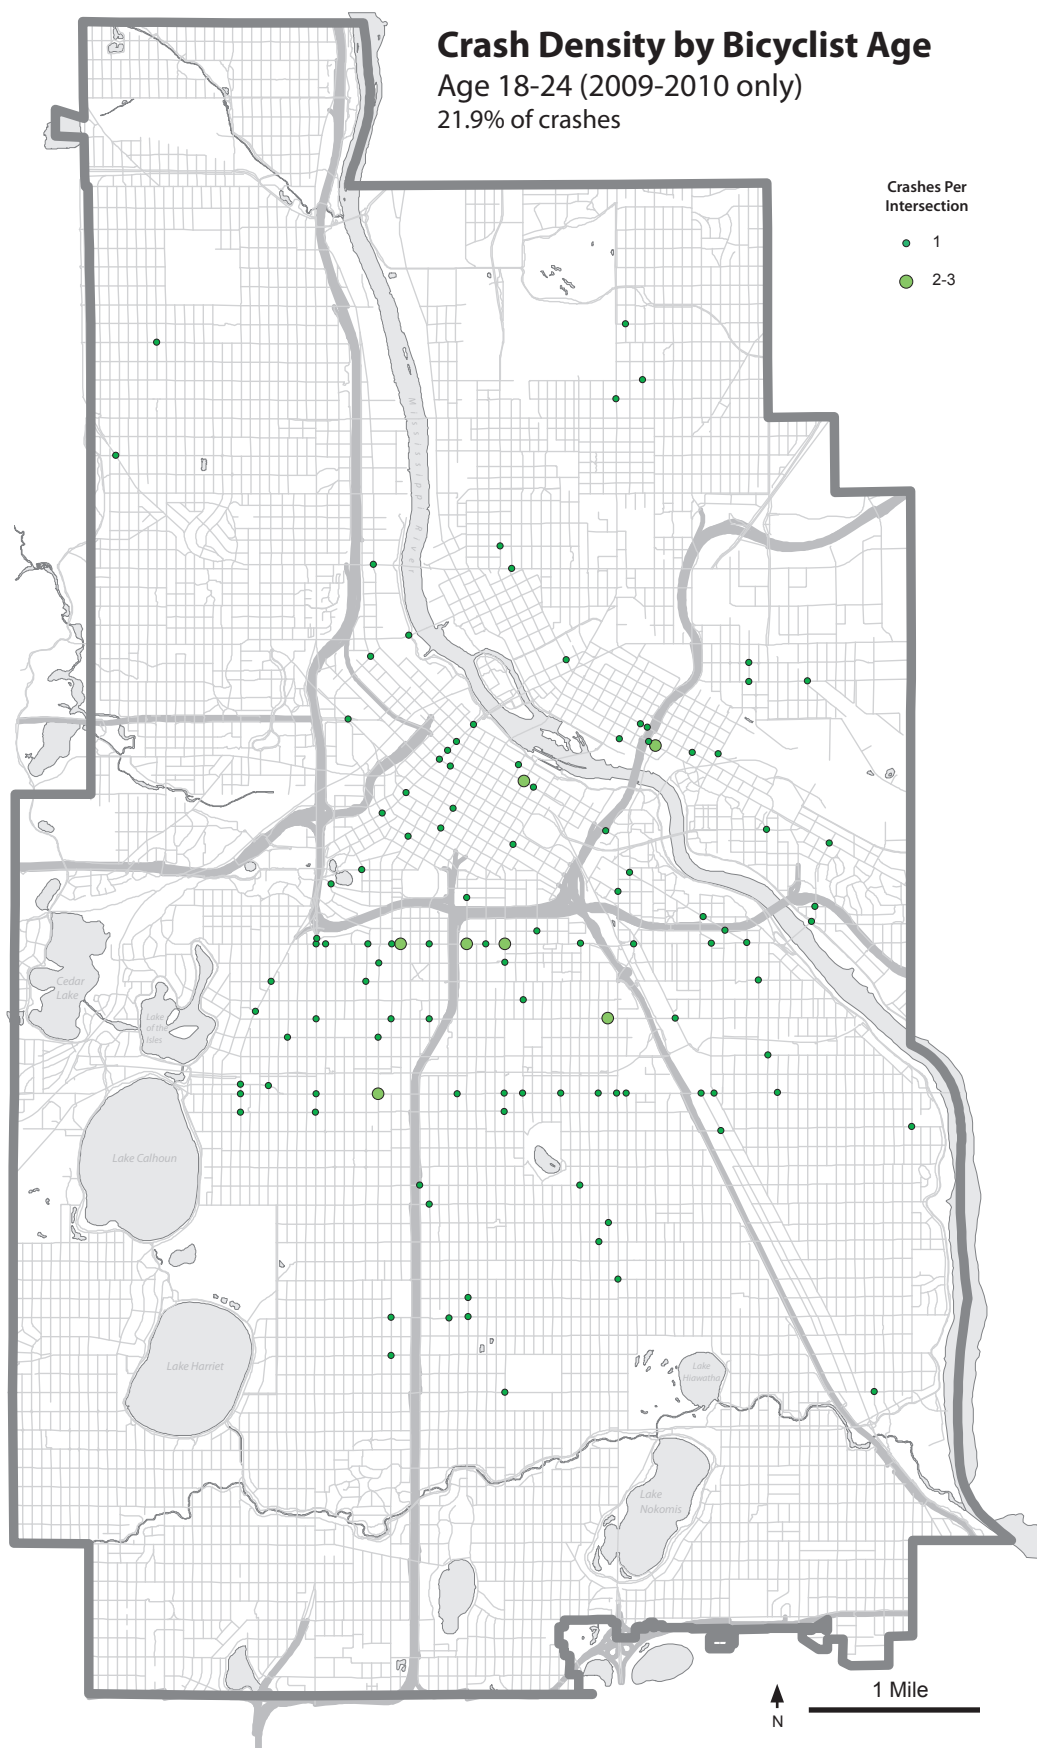 Crash Density by Bicyclist Age
Age 18-24 (2009-2010 only)
21.9% of crashes
Crashes Per
Intersection
1
2-3
Mississippi River
Cedar
Lake
Lake
of the
Isles
Lake Calhoun
Lake Harriet
Lake
Hiawatha
Lake
Nokomis
1 Mile
N